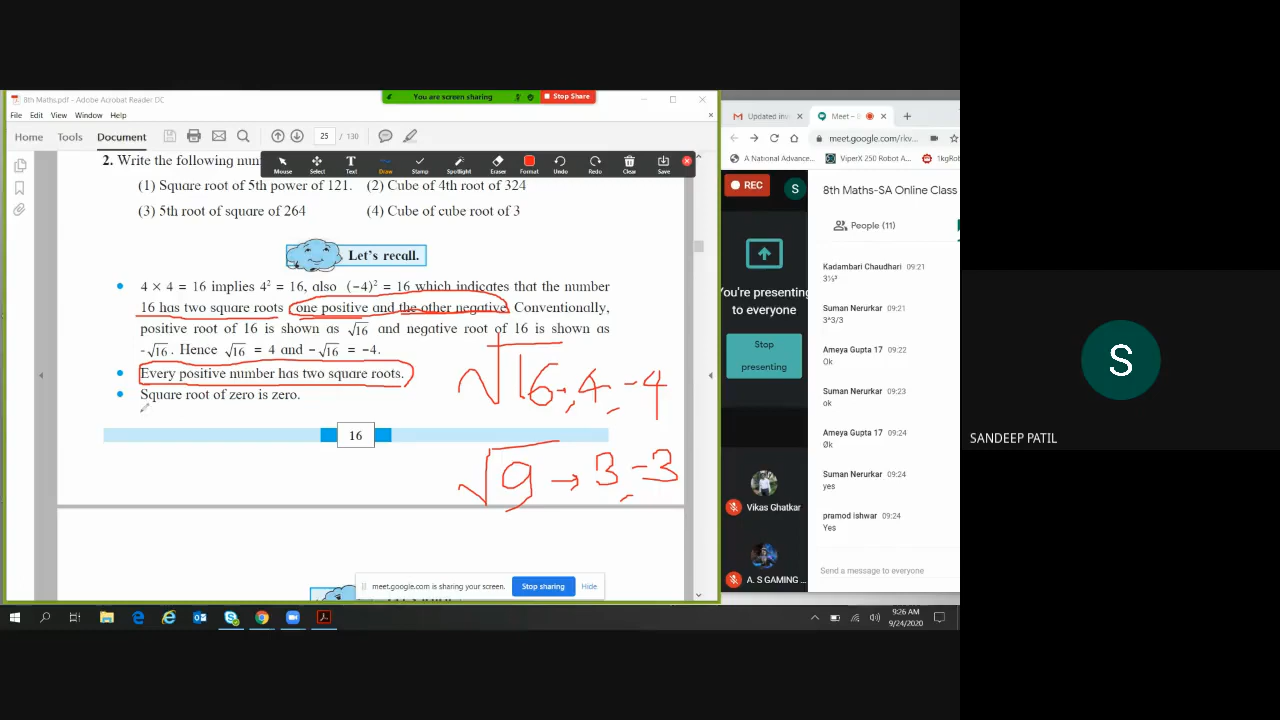 8th Maths.pdf - Adobe Acrobat Reader DC
You are screen sharing
Stop Share
File Edit View Window Help
Home Tools Document
25 / 130
Mouse Select Text Draw Stamp Spotlight Eraser Format Undo Redo Clear Save
2. Write the following num
(1) Square root of 5th power of 121. (2) Cube of 4th root of 324
(3) 5th root of square of 264 (4) Cube of cube root of 3
Let's recall.
• 4 × 4 = 16 implies 4² = 16, also (−4)² = 16 which indicates that the number
16 has two square roots one positive and the other negative. Conventionally,
positive root of 16 is shown as √16 and negative root of 16 is shown as
-√16. Hence √16 = 4 and −√16 = −4.
• Every positive number has two square roots.
• Square root of zero is zero.
√16 → 4, −4
16
√9 → 3, −3
meet.google.com is sharing your screen. Stop sharing Hide
Updated inv
Meet –
meet.google.com/rkv
A National Advance...
ViperX 250 Robot A...
1kgRo
REC
S
8th Maths-SA Online Class
People (11)
You're presenting
to everyone
Stop
presenting
Kadambari Chaudhari 09:21
Suman Nerurkar 09:21
3^3/3
Ameya Gupta 17 09:22
Ok
Suman Nerurkar 09:23
ok
Ameya Gupta 17 09:24
Øk
Suman Nerurkar 09:24
yes
pramod ishwar 09:24
Yes
Vikas Ghatkar
A. S GAMING ...
Send a message to everyone
S
SANDEEP PATIL
9:26 AM
9/24/2020